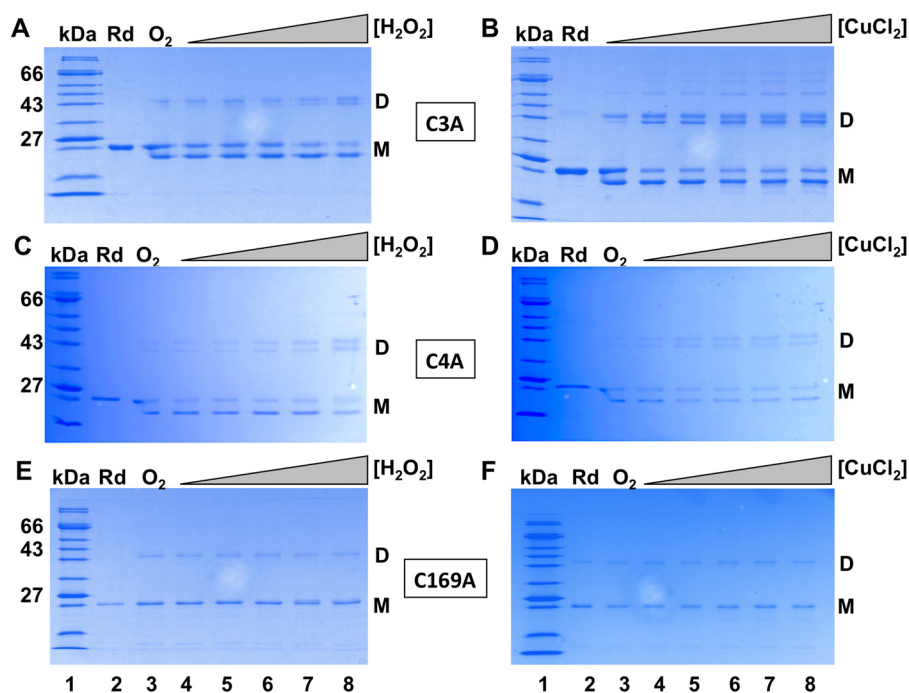 A kDa Rd O₂ [H₂O₂]
66
43
27
D
M
C3A
B kDa Rd [CuCl₂]
D
M
C kDa Rd O₂ [H₂O₂]
66
43
27
D
M
C4A
D kDa Rd O₂ [CuCl₂]
D
M
E kDa Rd O₂ [H₂O₂]
66
43
27
D
M
C169A
F kDa Rd O₂ [CuCl₂]
D
M
1 2 3 4 5 6 7 8
1 2 3 4 5 6 7 8